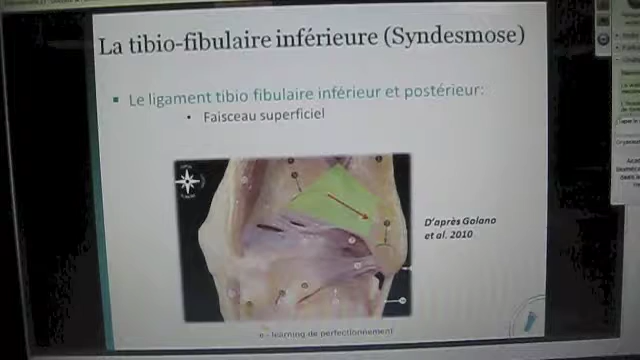 La tibio-fibulaire inférieure (Syndesmose)
Le ligament tibio fibulaire inférieur et postérieur:
Faisceau superficiel
D'après Golano
et al. 2010
e - learning de perfectionnement